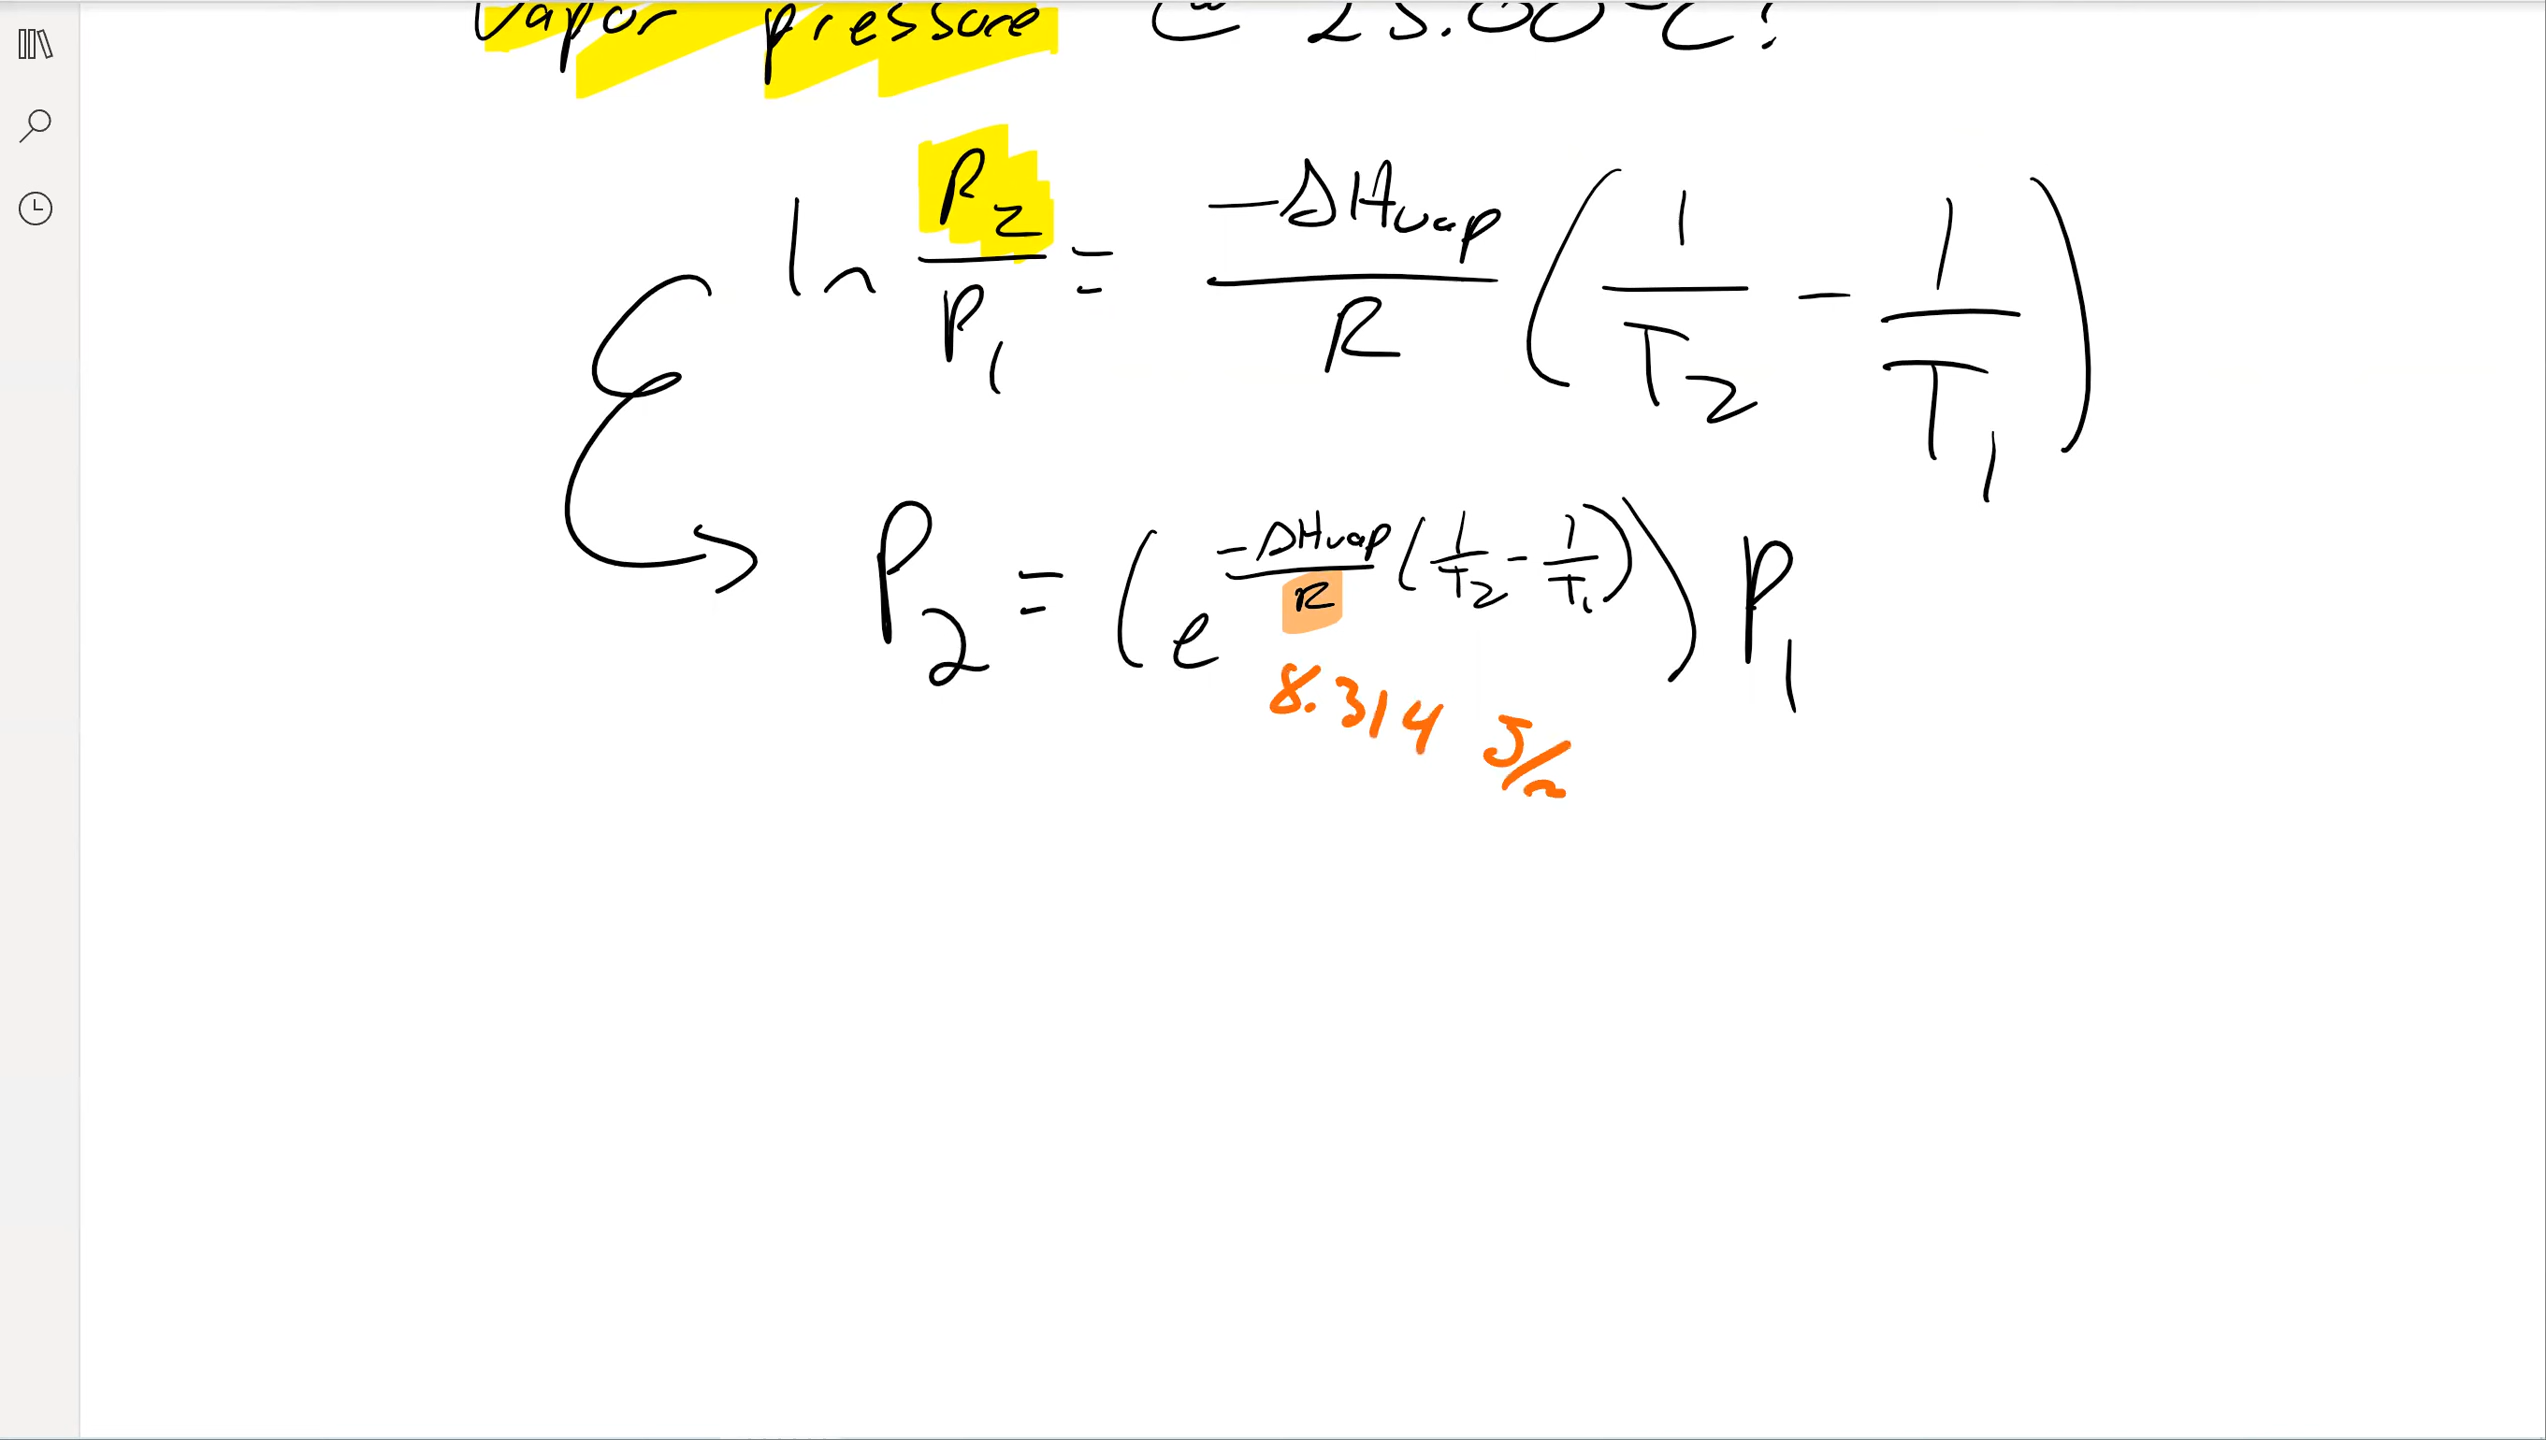 vapor pressure @ 25.00°C?
ln P₂/P₁ = -ΔHvap/R (1/T₂ - 1/T₁)
P₂ = (e^(-ΔHvap/R (1/T₂ - 1/T₁))) P₁
8.314 J/